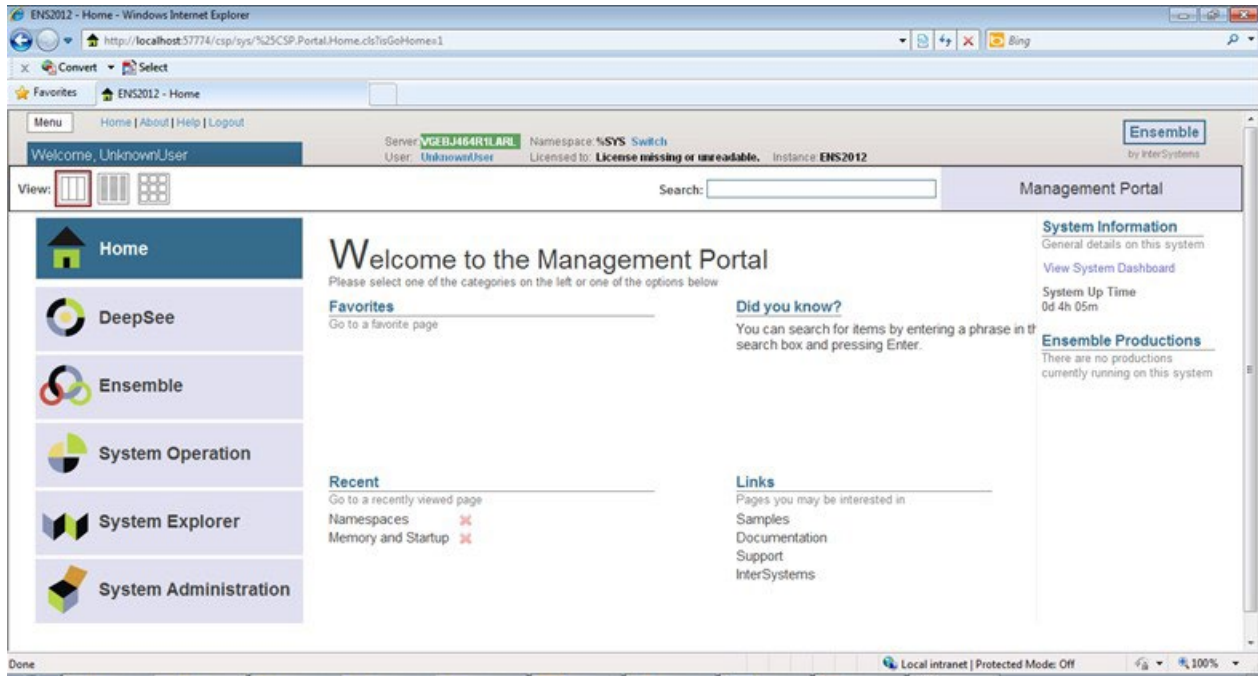 ENS2012 - Home - Windows Internet Explorer
http://localhost:57774/csp/sys/%25CSP.Portal.Home.cls?isGoHome=1
Bing
x Convert Select
Favorites ENS2012 - Home
Menu Home | About | Help | Logout
Server: VGEBJ464R1LARL Namespace: %SYS Switch
Ensemble
Welcome, UnknownUser
User: UnknownUser Licensed to: License missing or unreadable. Instance: ENS2012
by InterSystems
View: Search: Management Portal
Home
DeepSee
Ensemble
System Operation
System Explorer
System Administration
Welcome to the Management Portal
Please select one of the categories on the left or one of the options below
Favorites
Go to a favorite page
Did you know?
You can search for items by entering a phrase in th
search box and pressing Enter.
Recent
Go to a recently viewed page
Namespaces
Memory and Startup
Links
Pages you may be interested in
Samples
Documentation
Support
InterSystems
System Information
General details on this system
View System Dashboard
System Up Time
0d 4h 05m
Ensemble Productions
There are no productions
currently running on this system
Done Local intranet | Protected Mode: Off 100%